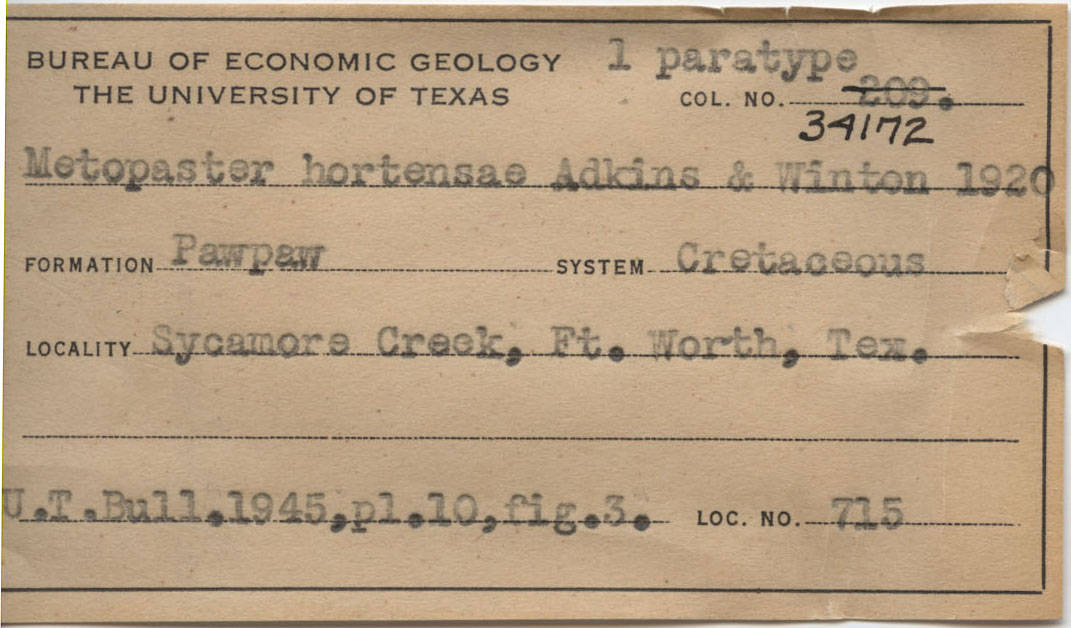 BUREAU OF ECONOMIC GEOLOGY 1 paratype
THE UNIVERSITY OF TEXAS COL. NO. 209.
34172
Metopaster hortensae Adkins & Winton 1920
FORMATION Pawpaw SYSTEM Cretaceous
LOCALITY Sycamore Creek, Ft. Worth, Tex.
U.T.Bull.1945,pl.10,fig.3. LOC. NO. 715